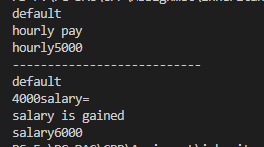 default
hourly pay
hourly5000
----------------------------
default
4000salary=
salary is gained
salary6000